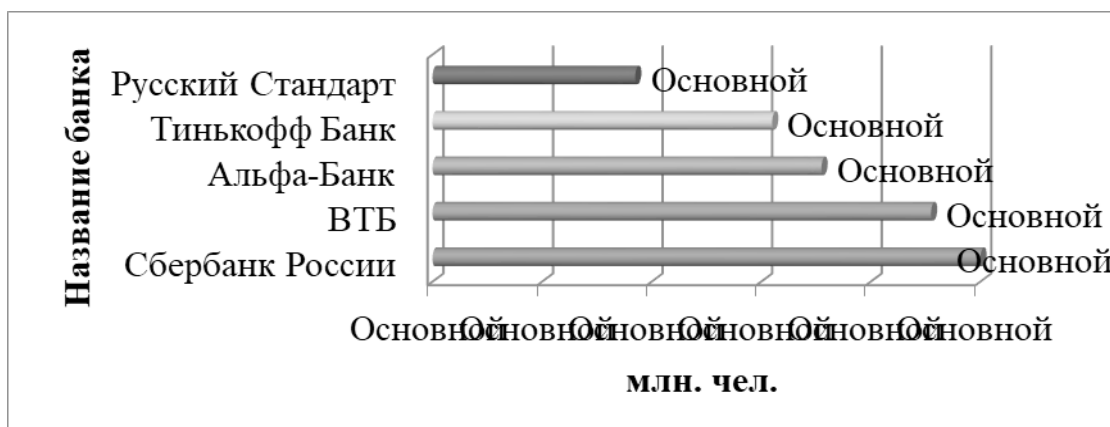 Название банка
Русский Стандарт
Основной
Тинькофф Банк
Основной
Альфа-Банк
Основной
ВТБ
Основной
Сбербанк России
Основной
Основной Основной Основной Основной Основной Основной
млн. чел.